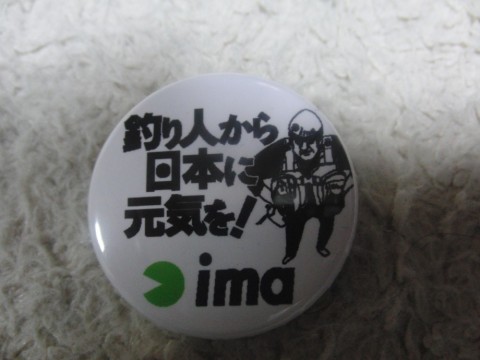 釣り人から
日本に
元気を!
ima